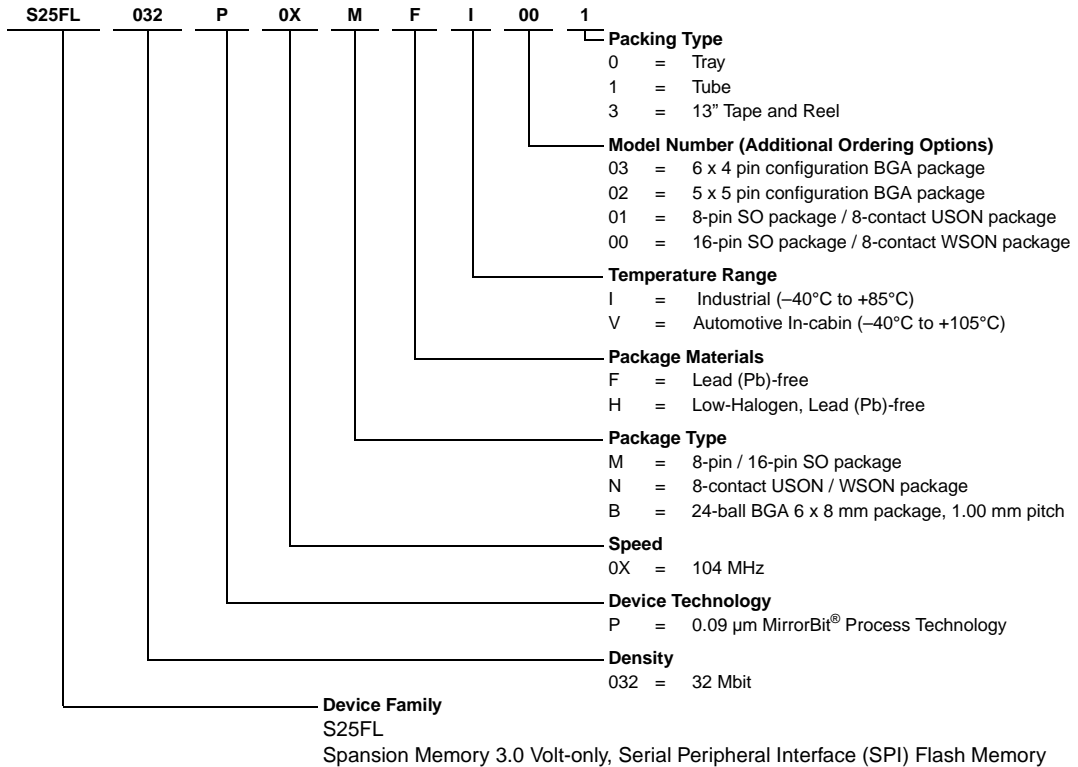 S25FL 032 P 0X M F I 00 1
Packing Type
0 = Tray
1 = Tube
3 = 13” Tape and Reel
Model Number (Additional Ordering Options)
03 = 6 x 4 pin configuration BGA package
02 = 5 x 5 pin configuration BGA package
01 = 8-pin SO package / 8-contact USON package
00 = 16-pin SO package / 8-contact WSON package
Temperature Range
I = Industrial (–40°C to +85°C)
V = Automotive In-cabin (–40°C to +105°C)
Package Materials
F = Lead (Pb)-free
H = Low-Halogen, Lead (Pb)-free
Package Type
M = 8-pin / 16-pin SO package
N = 8-contact USON / WSON package
B = 24-ball BGA 6 x 8 mm package, 1.00 mm pitch
Speed
0X = 104 MHz
Device Technology
P = 0.09 µm MirrorBit® Process Technology
Density
032 = 32 Mbit
Device Family
S25FL
Spansion Memory 3.0 Volt-only, Serial Peripheral Interface (SPI) Flash Memory